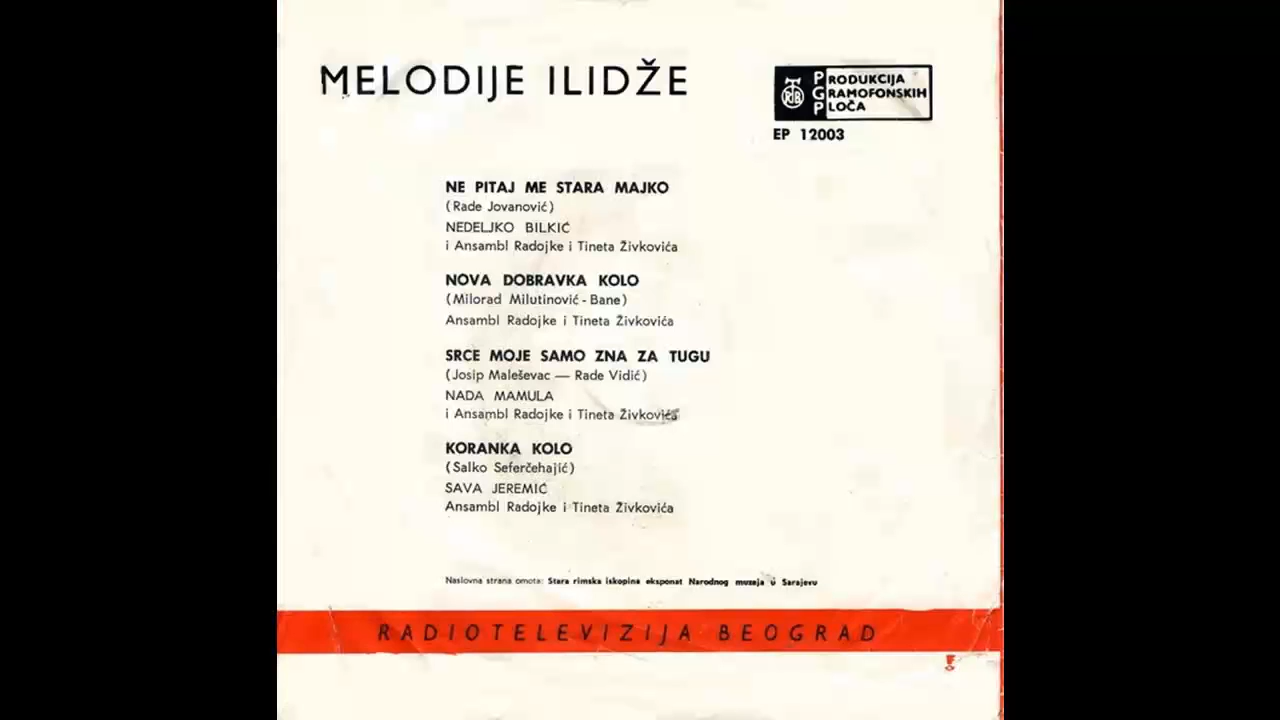 MELODIJE ILIDŽE
PRODUKCIJA
GRAMOFONSKIH
PLOČA
RTB
EP 12003
NE PITAJ ME STARA MAJKO
(Rade Jovanović)
NEDELJKO BILKIĆ
i Ansambl Radojke i Tineta Živkovića
NOVA DOBRAVKA KOLO
(Milorad Milutinović - Bane)
Ansambl Radojke i Tineta Živkovića
SRCE MOJE SAMO ZNA ZA TUGU
(Josip Maleševac — Rade Vidić)
NADA MAMULA
i Ansambl Radojke i Tineta Živkovića
KORANKA KOLO
(Salko Seferčehajić)
SAVA JEREMIĆ
Ansambl Radojke i Tineta Živkovića
Naslovna strana omota: Stara rimska iskopina eksponat Narodnog muzeja u Sarajevu
RADIOTELEVIZIJA BEOGRAD